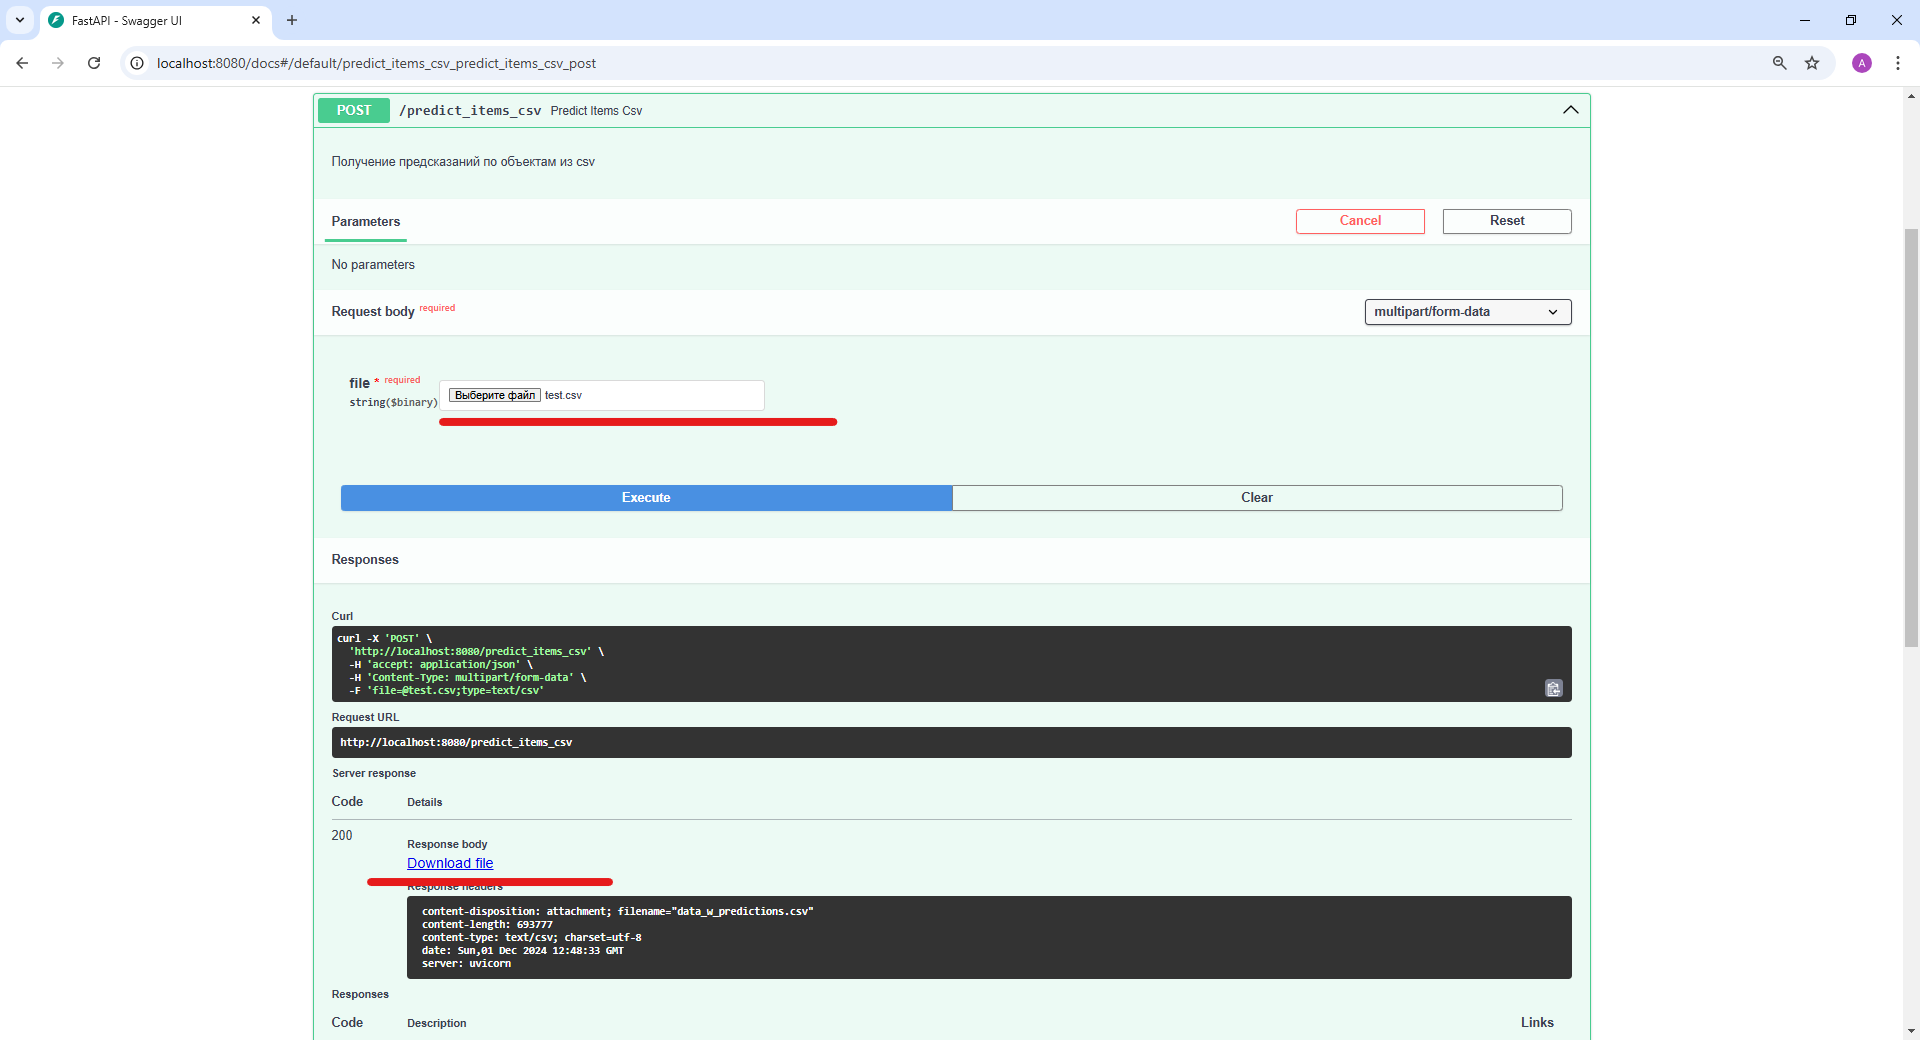 FastAPI - Swagger UI
localhost:8080/docs#/default/predict_items_csv_predict_items_csv_post
A
POST /predict_items_csv Predict Items Csv
Получение предсказаний по объектам из csv
Parameters
Cancel
Reset
No parameters
Request body required
multipart/form-data
file * required
string($binary)
Выберите файл test.csv
Execute
Clear
Responses
Curl
curl -X 'POST' \
'http://localhost:8080/predict_items_csv' \
-H 'accept: application/json' \
-H 'Content-Type: multipart/form-data' \
-F 'file=@test.csv;type=text/csv'
Request URL
http://localhost:8080/predict_items_csv
Server response
Code Details
200
Response body
Download file
Response headers
content-disposition: attachment; filename="data_w_predictions.csv"
content-length: 693777
content-type: text/csv; charset=utf-8
date: Sun,01 Dec 2024 12:48:33 GMT
server: uvicorn
Responses
Code Description Links